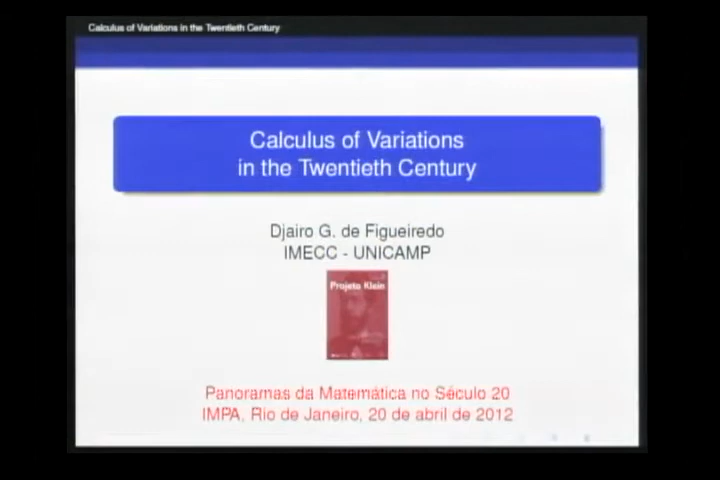 Calculus of Variations in the Twentieth Century
Calculus of Variations
in the Twentieth Century
Djairo G. de Figueiredo
IMECC - UNICAMP
Projeto Klein
Panoramas da Matemática no Século 20
IMPA, Rio de Janeiro, 20 de abril de 2012